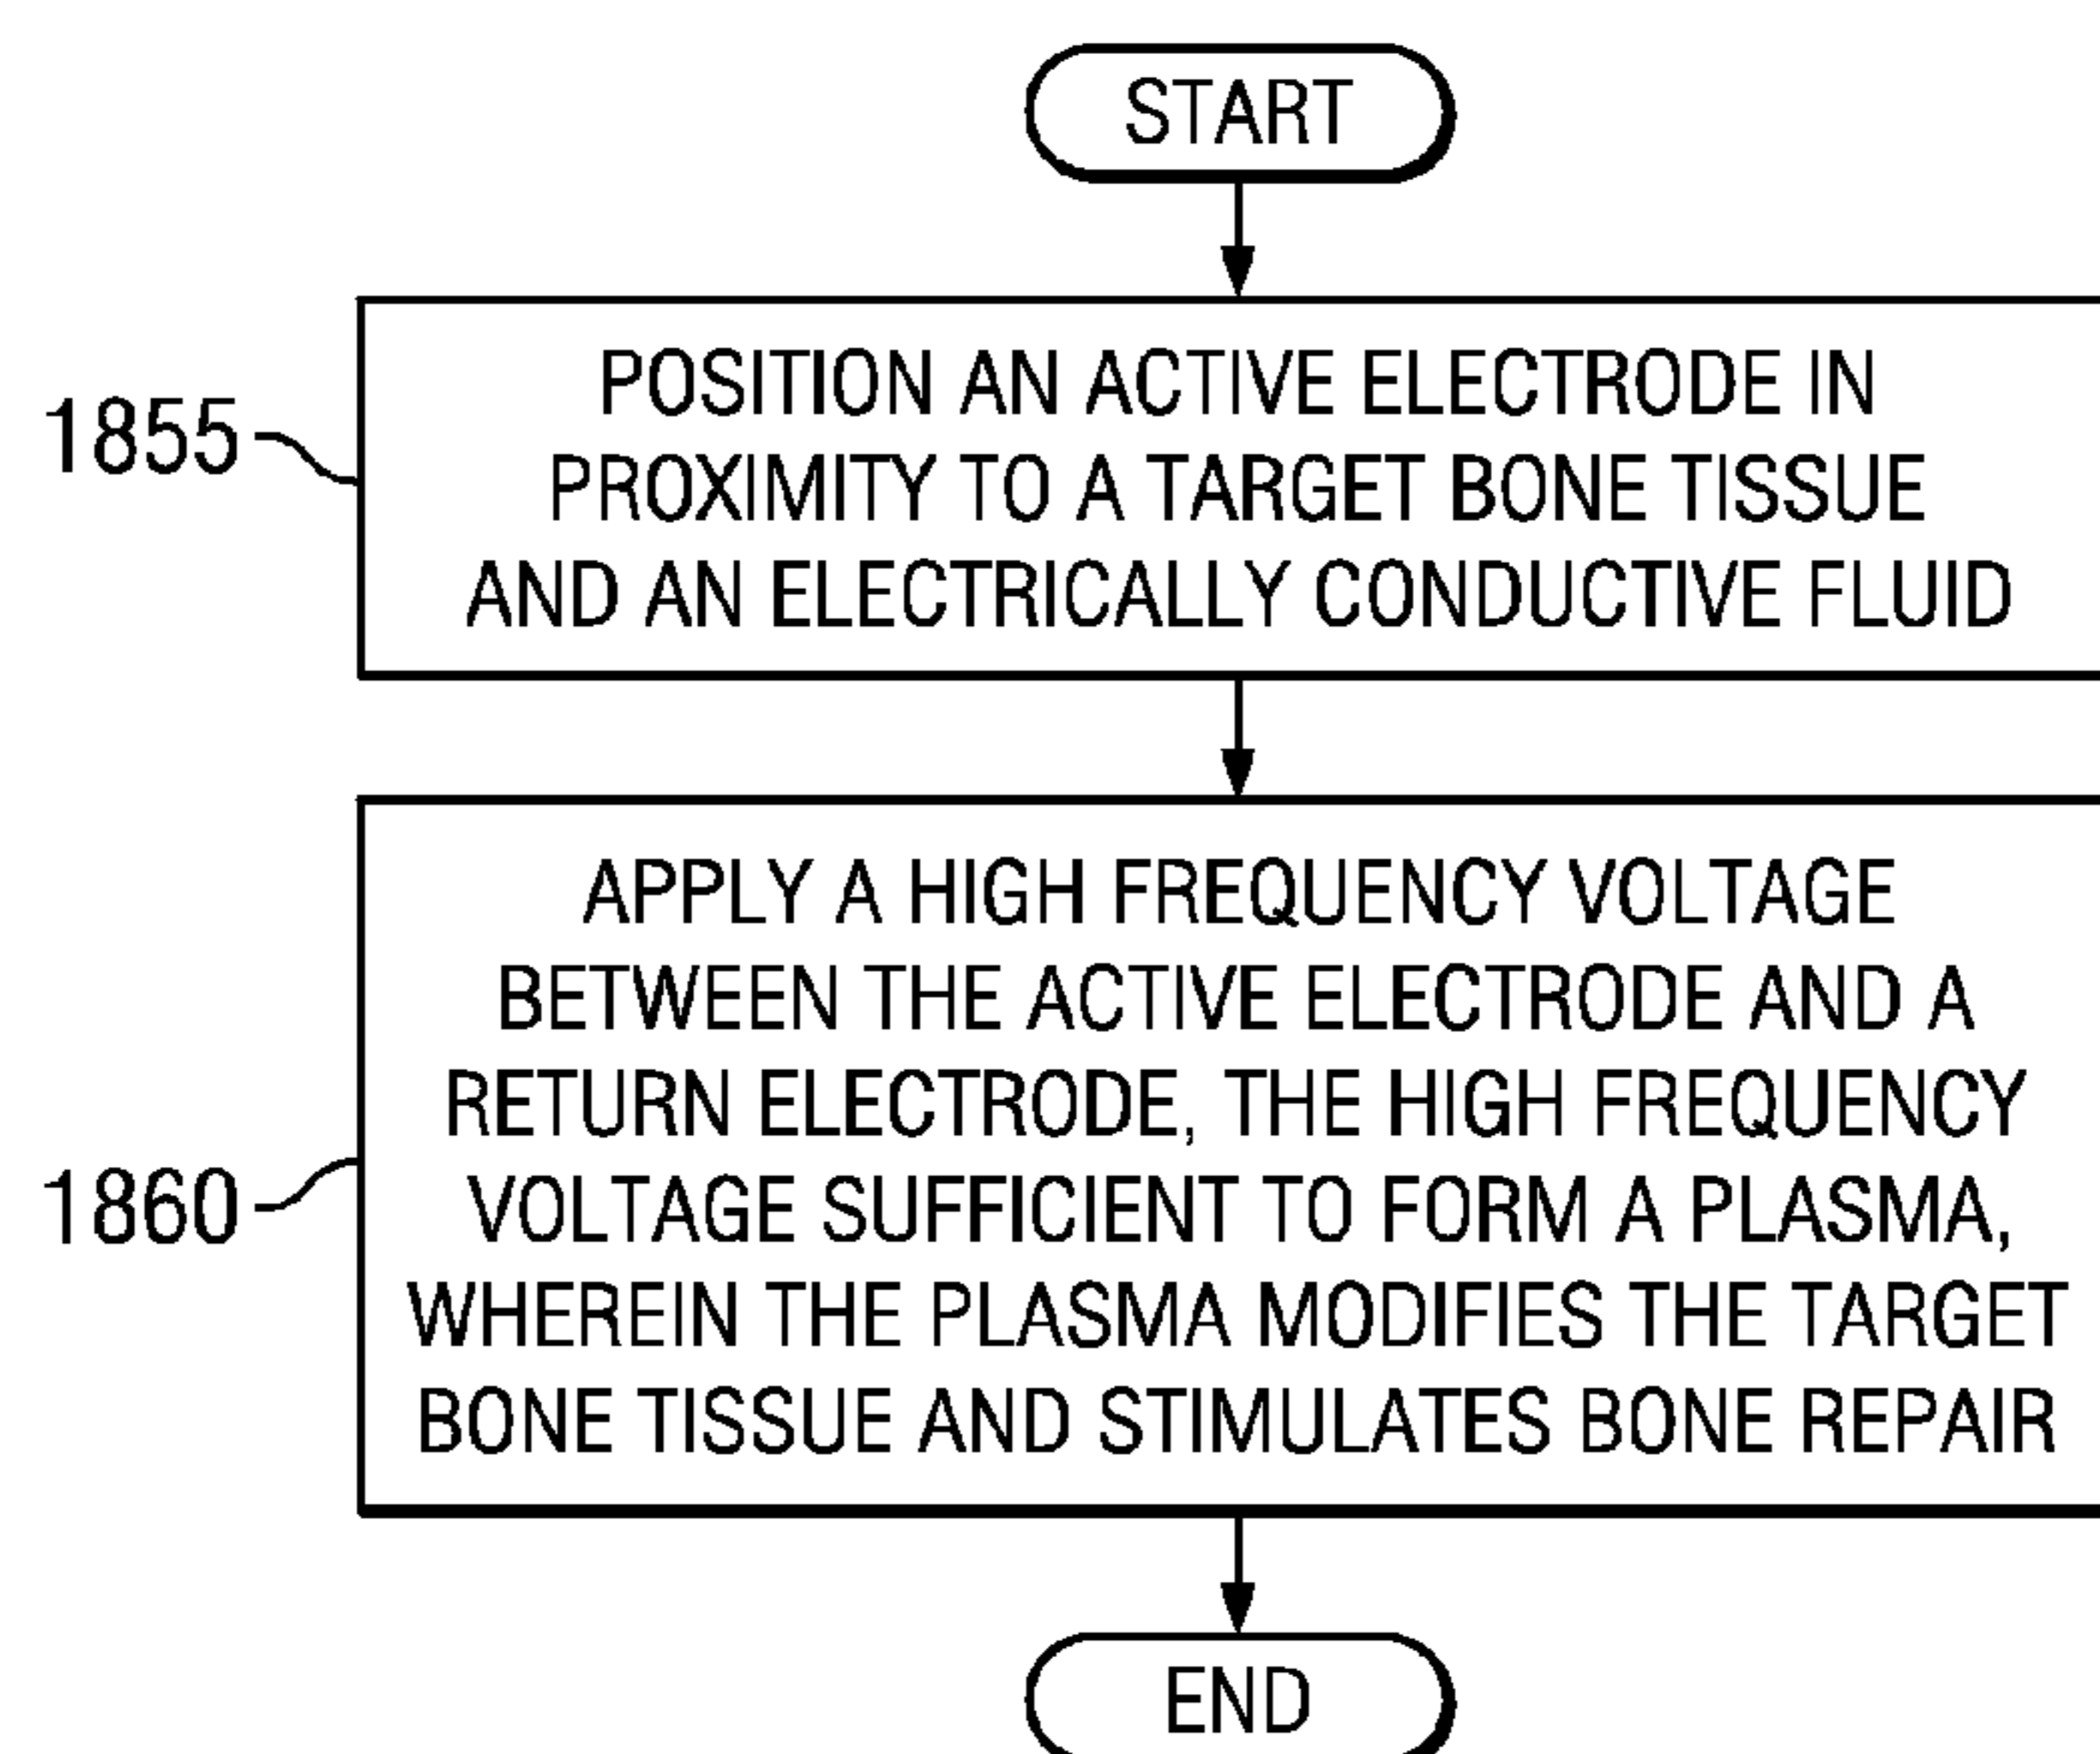 START
1855
POSITION AN ACTIVE ELECTRODE IN
PROXIMITY TO A TARGET BONE TISSUE
AND AN ELECTRICALLY CONDUCTIVE FLUID
1860
APPLY A HIGH FREQUENCY VOLTAGE
BETWEEN THE ACTIVE ELECTRODE AND A
RETURN ELECTRODE, THE HIGH FREQUENCY
VOLTAGE SUFFICIENT TO FORM A PLASMA,
WHEREIN THE PLASMA MODIFIES THE TARGET
BONE TISSUE AND STIMULATES BONE REPAIR
END